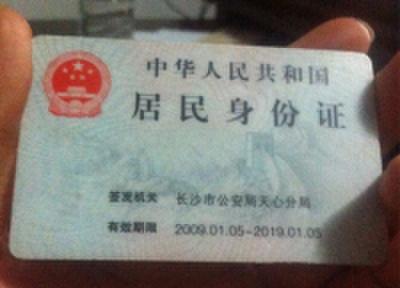 中华人民共和国
居民身份证
签发机关 长沙市公安局天心分局
有效期限 2009.01.05-2019.01.05